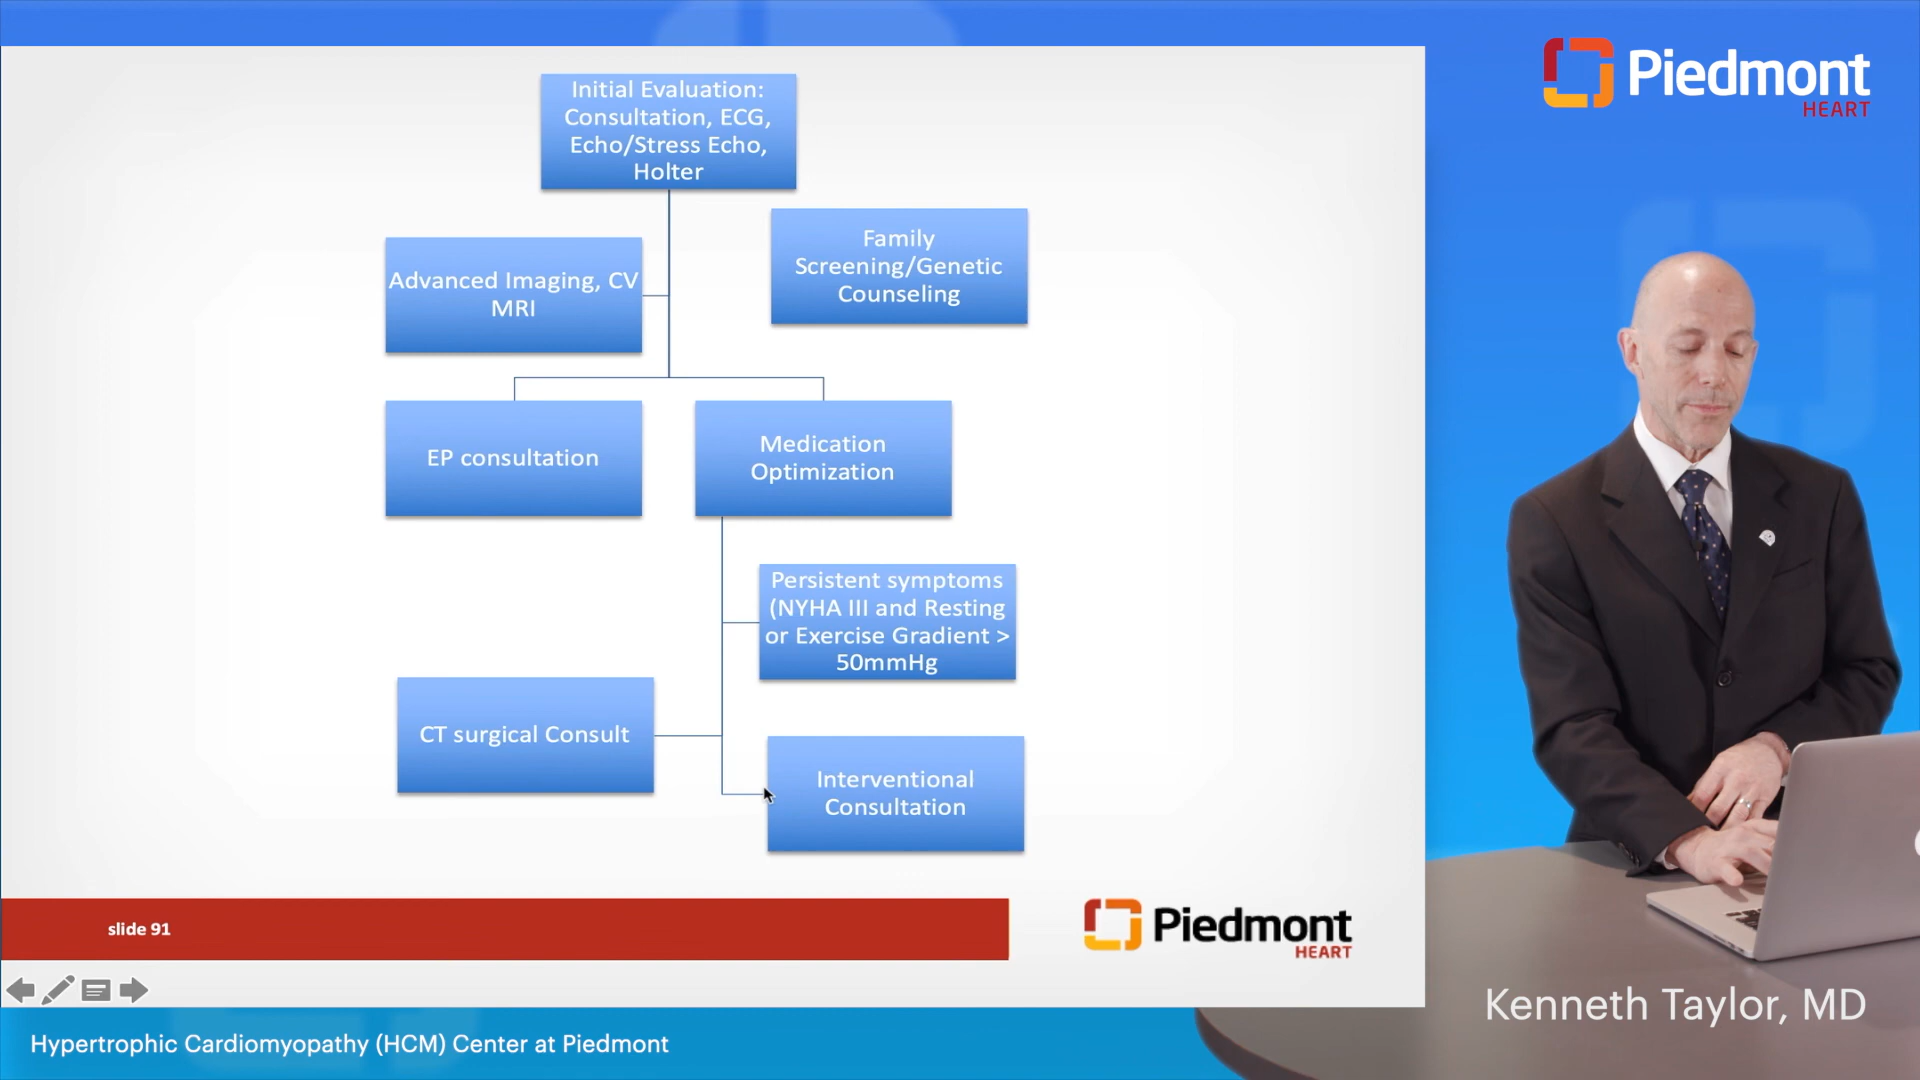 Piedmont
HEART
Initial Evaluation:
Consultation, ECG,
Echo/Stress Echo,
Holter
Family
Screening/Genetic
Counseling
Advanced Imaging, CV
MRI
EP consultation
Medication
Optimization
Persistent symptoms
(NYHA III and Resting
or Exercise Gradient >
50mmHg
CT surgical Consult
Interventional
Consultation
slide 91
Piedmont
HEART
Kenneth Taylor, MD
Hypertrophic Cardiomyopathy (HCM) Center at Piedmont